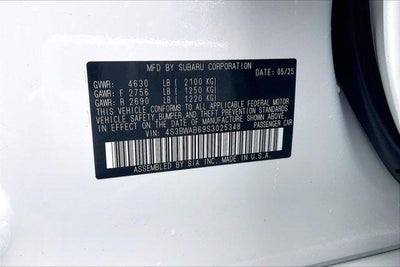 MFD BY SUBARU CORPORATION
DATE: 05/25
GVWR: 4630 LB ( 2100 KG)
GAWR: F 2756 LB ( 1250 KG)
GAWR: R 2690 LB ( 1220 KG)
THIS VEHICLE CONFORMS TO ALL APPLICABLE FEDERAL MOTOR
VEHICLE SAFETY,BUMPER,AND THEFT PREVENTION STANDARDS
IN EFFECT ON THE DATE OF MANUFACTURE SHOWN ABOVE.
VIN: 4S3BWAB69S3025348 PASSENGER CAR
ASSEMBLED BY SIA INC. MADE IN U.S.A.